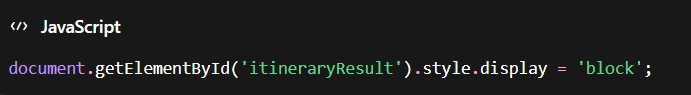 </> JavaScript
document.getElementById('itineraryResult').style.display = 'block';